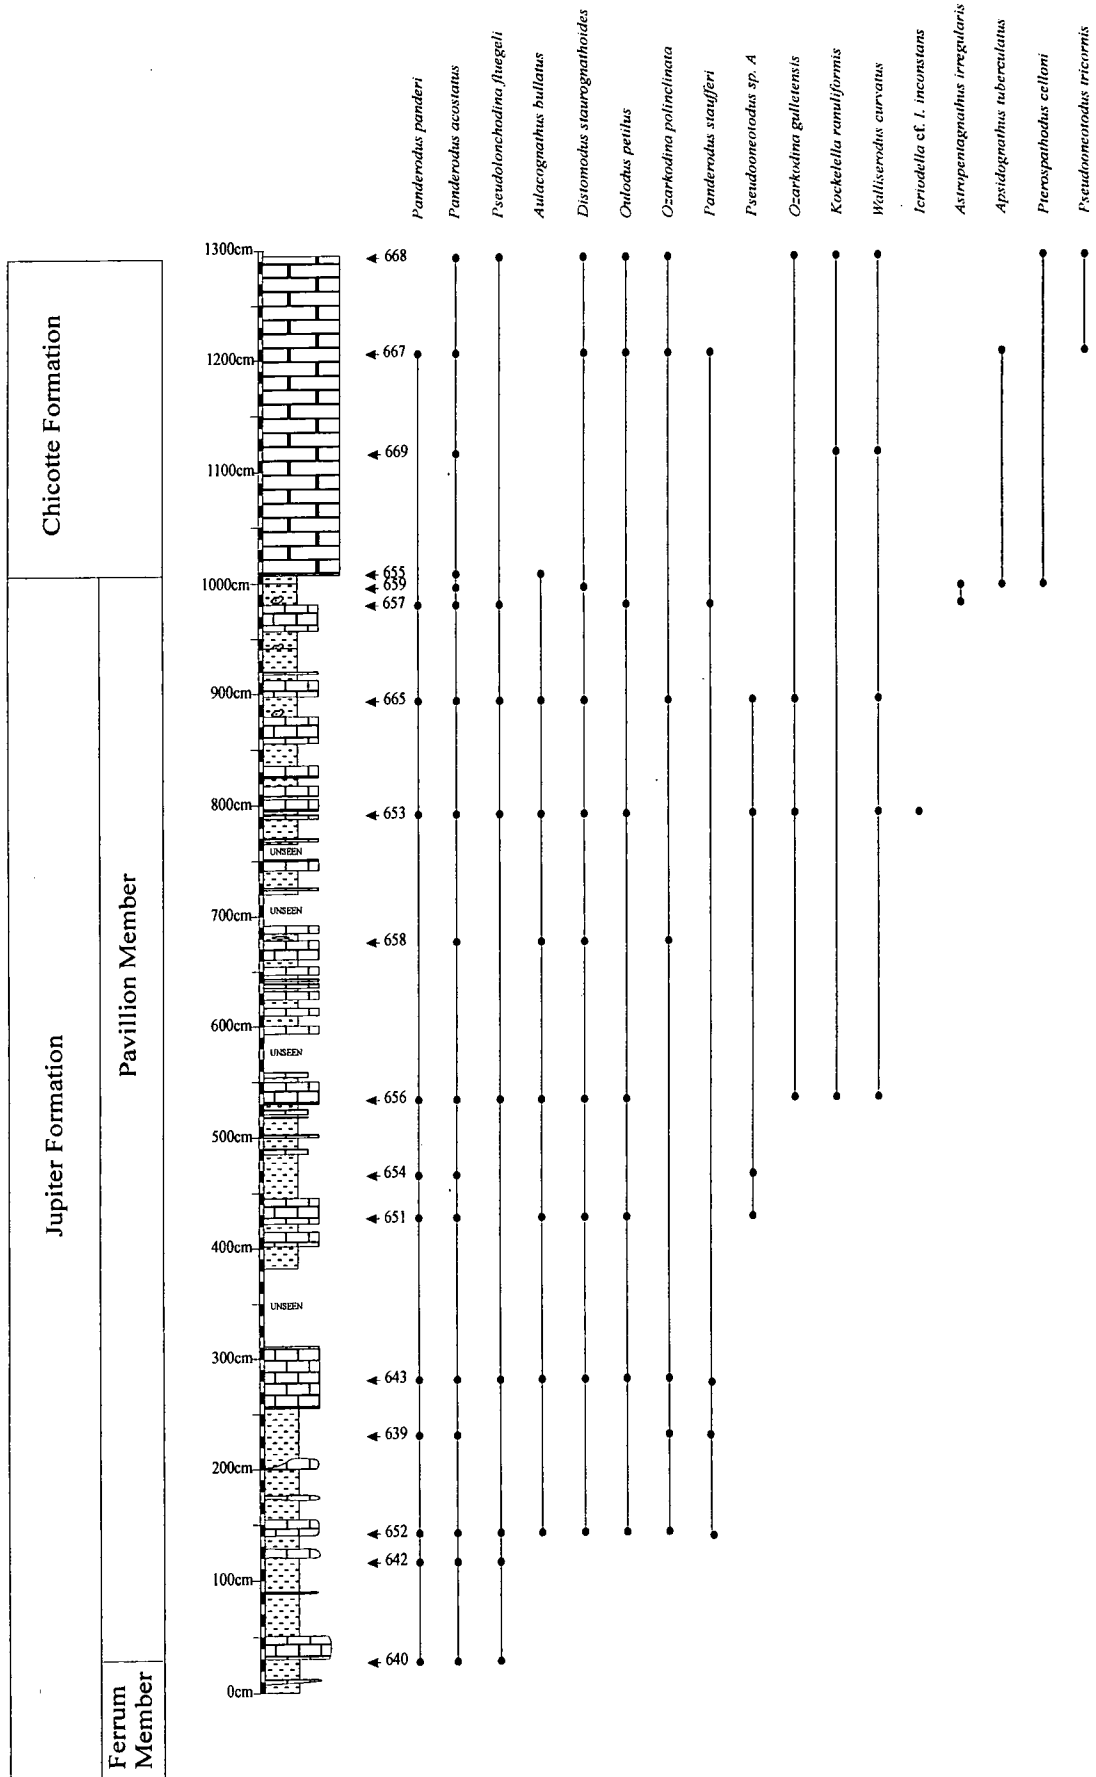 Panderodus panderi
Panderodus acostatus
Pseudolonchodina fluegeli
Aulacognathus bullatus
Distomodus staurognathoides
Oulodus petilus
Ozarkodina polinclinata
Panderodus staufferi
Pseudooneotodus sp. A
Ozarkodina gulletensis
Kockelella ranuliformis
Walliserodus curvatus
Icriodella cf. I. inconstans
Astropentagnathus irregularis
Apsidognathus tuberculatus
Pterospathodus celloni
Pseudooneotodus tricornis
Chicotte Formation
Jupiter Formation
Pavillion Member
Ferrum
Member
1300cm
668
1200cm
667
669
1100cm
655
1000cm
659
657
900cm
665
800cm
653
UNSEEN
700cm
UNSEEN
658
600cm
UNSEEN
656
500cm
654
651
400cm
UNSEEN
300cm
643
639
200cm
652
642
100cm
640
0cm